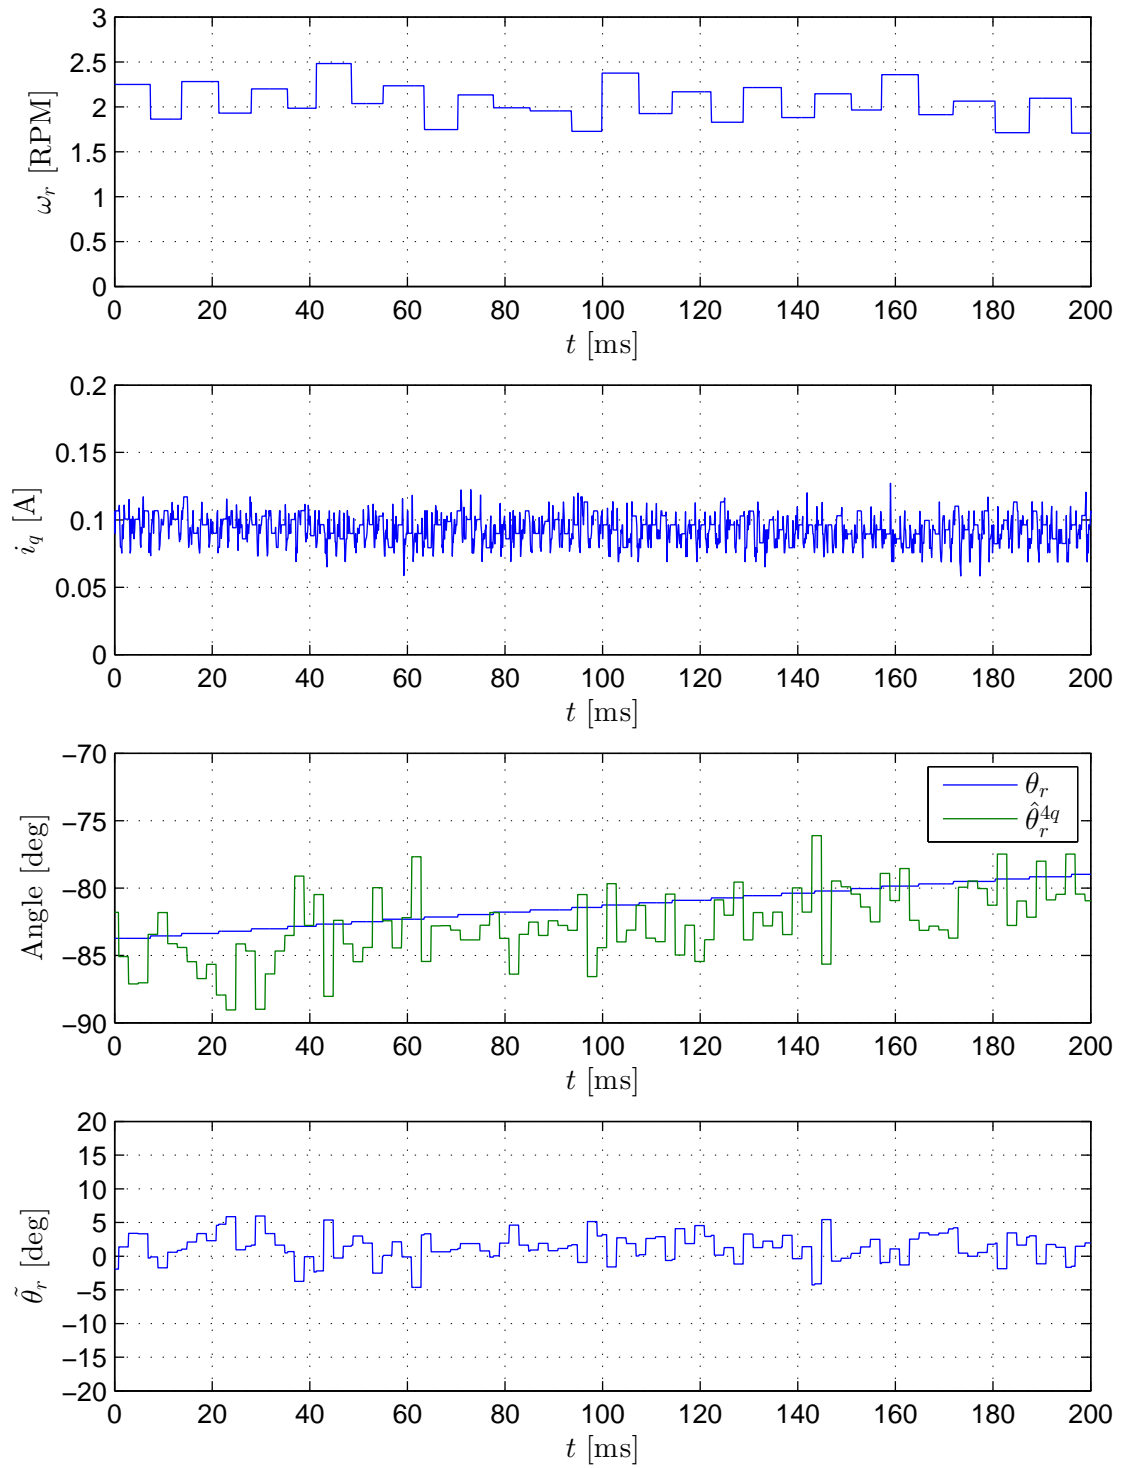 3
2.5
2
1.5
1
0.5
0
ω_r [RPM]
0 20 40 60 80 100 120 140 160 180 200
t [ms]
0.2
0.15
0.1
0.05
0
i_q [A]
0 20 40 60 80 100 120 140 160 180 200
t [ms]
−70
−75
−80
−85
−90
Angle [deg]
θ_r
θ̂_r^{4q}
0 20 40 60 80 100 120 140 160 180 200
t [ms]
20
15
10
5
0
−5
−10
−15
−20
θ̃_r [deg]
0 20 40 60 80 100 120 140 160 180 200
t [ms]